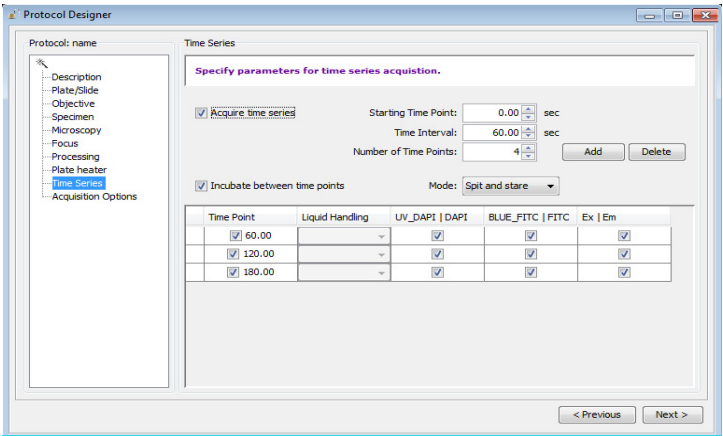 Protocol Designer
Protocol: name
Description
Plate/Slide
Objective
Specimen
Microscopy
Focus
Processing
Plate heater
Time Series
Acquisition Options
Time Series
Specify parameters for time series acquistion.
Acquire time series
Starting Time Point: 0.00 sec
Time Interval: 60.00 sec
Number of Time Points: 4 Add Delete
Incubate between time points Mode: Spit and stare
Time Point Liquid Handling UV_DAPI | DAPI BLUE_FITC | FITC Ex | Em
60.00
120.00
180.00
< Previous Next >